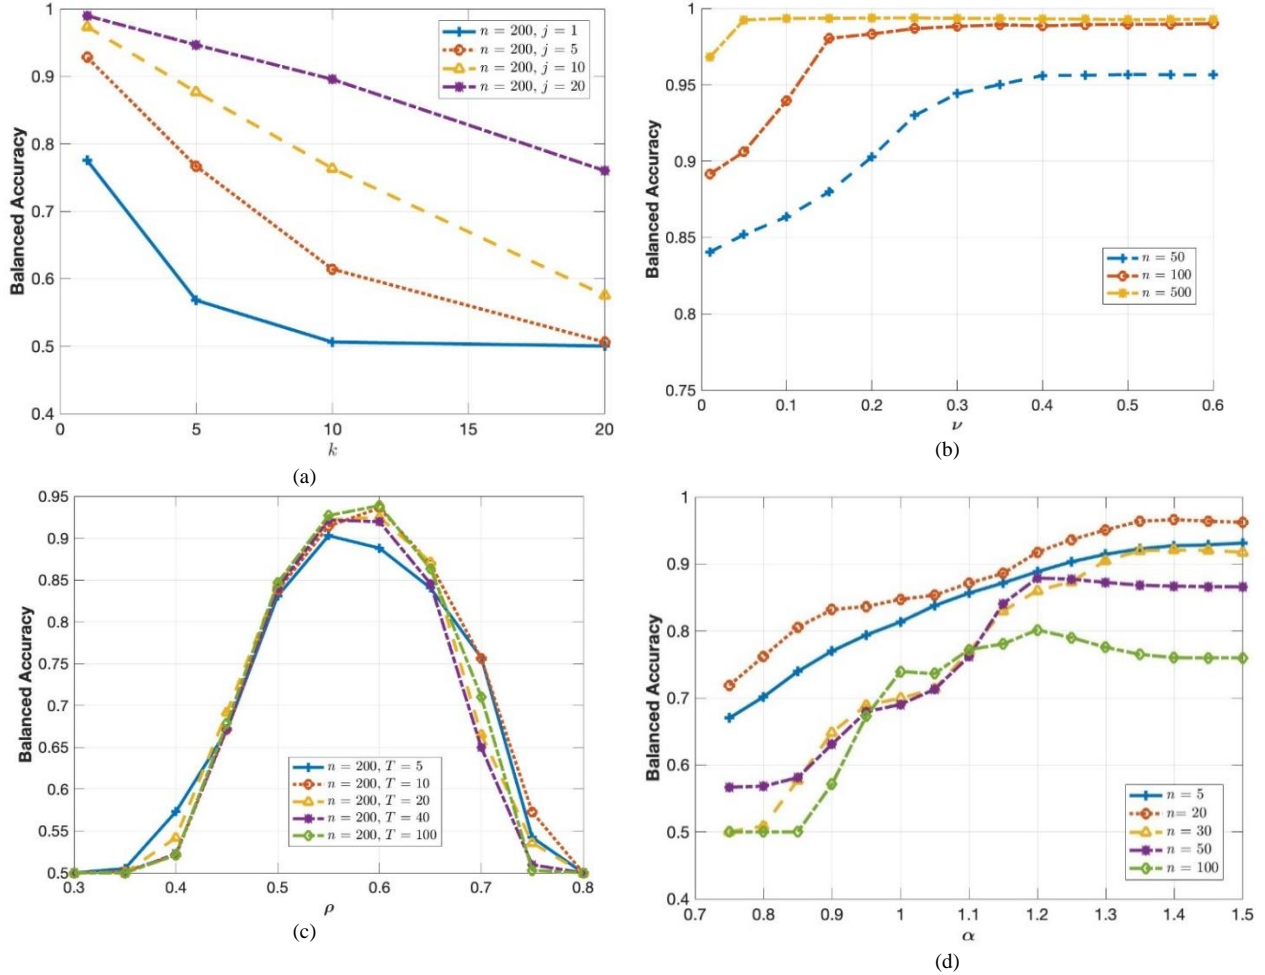 1
0.9
0.8
0.7
0.6
0.5
0.4
Balanced Accuracy
0 5 10 15 20
k
n = 200, j = 1
n = 200, j = 5
n = 200, j = 10
n = 200, j = 20
(a)
1
0.95
0.9
0.85
0.8
0.75
Balanced Accuracy
0 0.1 0.2 0.3 0.4 0.5 0.6
ν
n = 50
n = 100
n = 500
(b)
0.95
0.9
0.85
0.8
0.75
0.7
0.65
0.6
0.55
0.5
Balanced Accuracy
0.3 0.4 0.5 0.6 0.7 0.8
ρ
n = 200, T = 5
n = 200, T = 10
n = 200, T = 20
n = 200, T = 40
n = 200, T = 100
(c)
1
0.9
0.8
0.7
0.6
0.5
0.4
Balanced Accuracy
0.7 0.8 0.9 1 1.1 1.2 1.3 1.4 1.5
α
n = 5
n= 20
n = 30
n = 50
n = 100
(d)